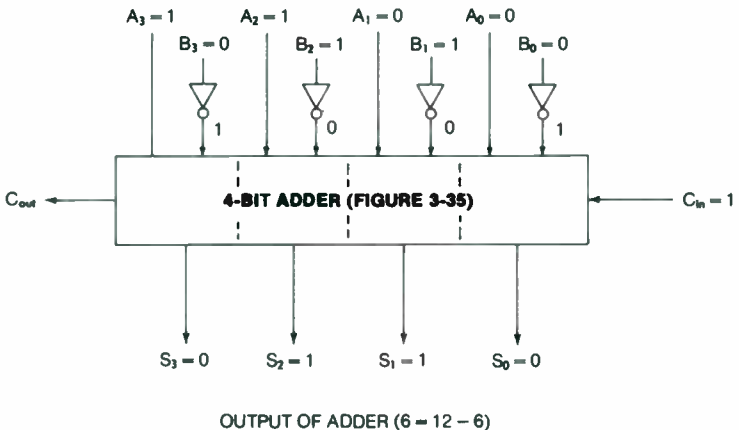 A₃ = 1 A₂ = 1 A₁ = 0 A₀ = 0
B₃ = 0 B₂ = 1 B₁ = 1 B₀ = 0
1 0 0 1
4-BIT ADDER (FIGURE 3-35)
Cout Cin = 1
S₃ = 0 S₂ = 1 S₁ = 1 S₀ = 0
OUTPUT OF ADDER (6 = 12 – 6)